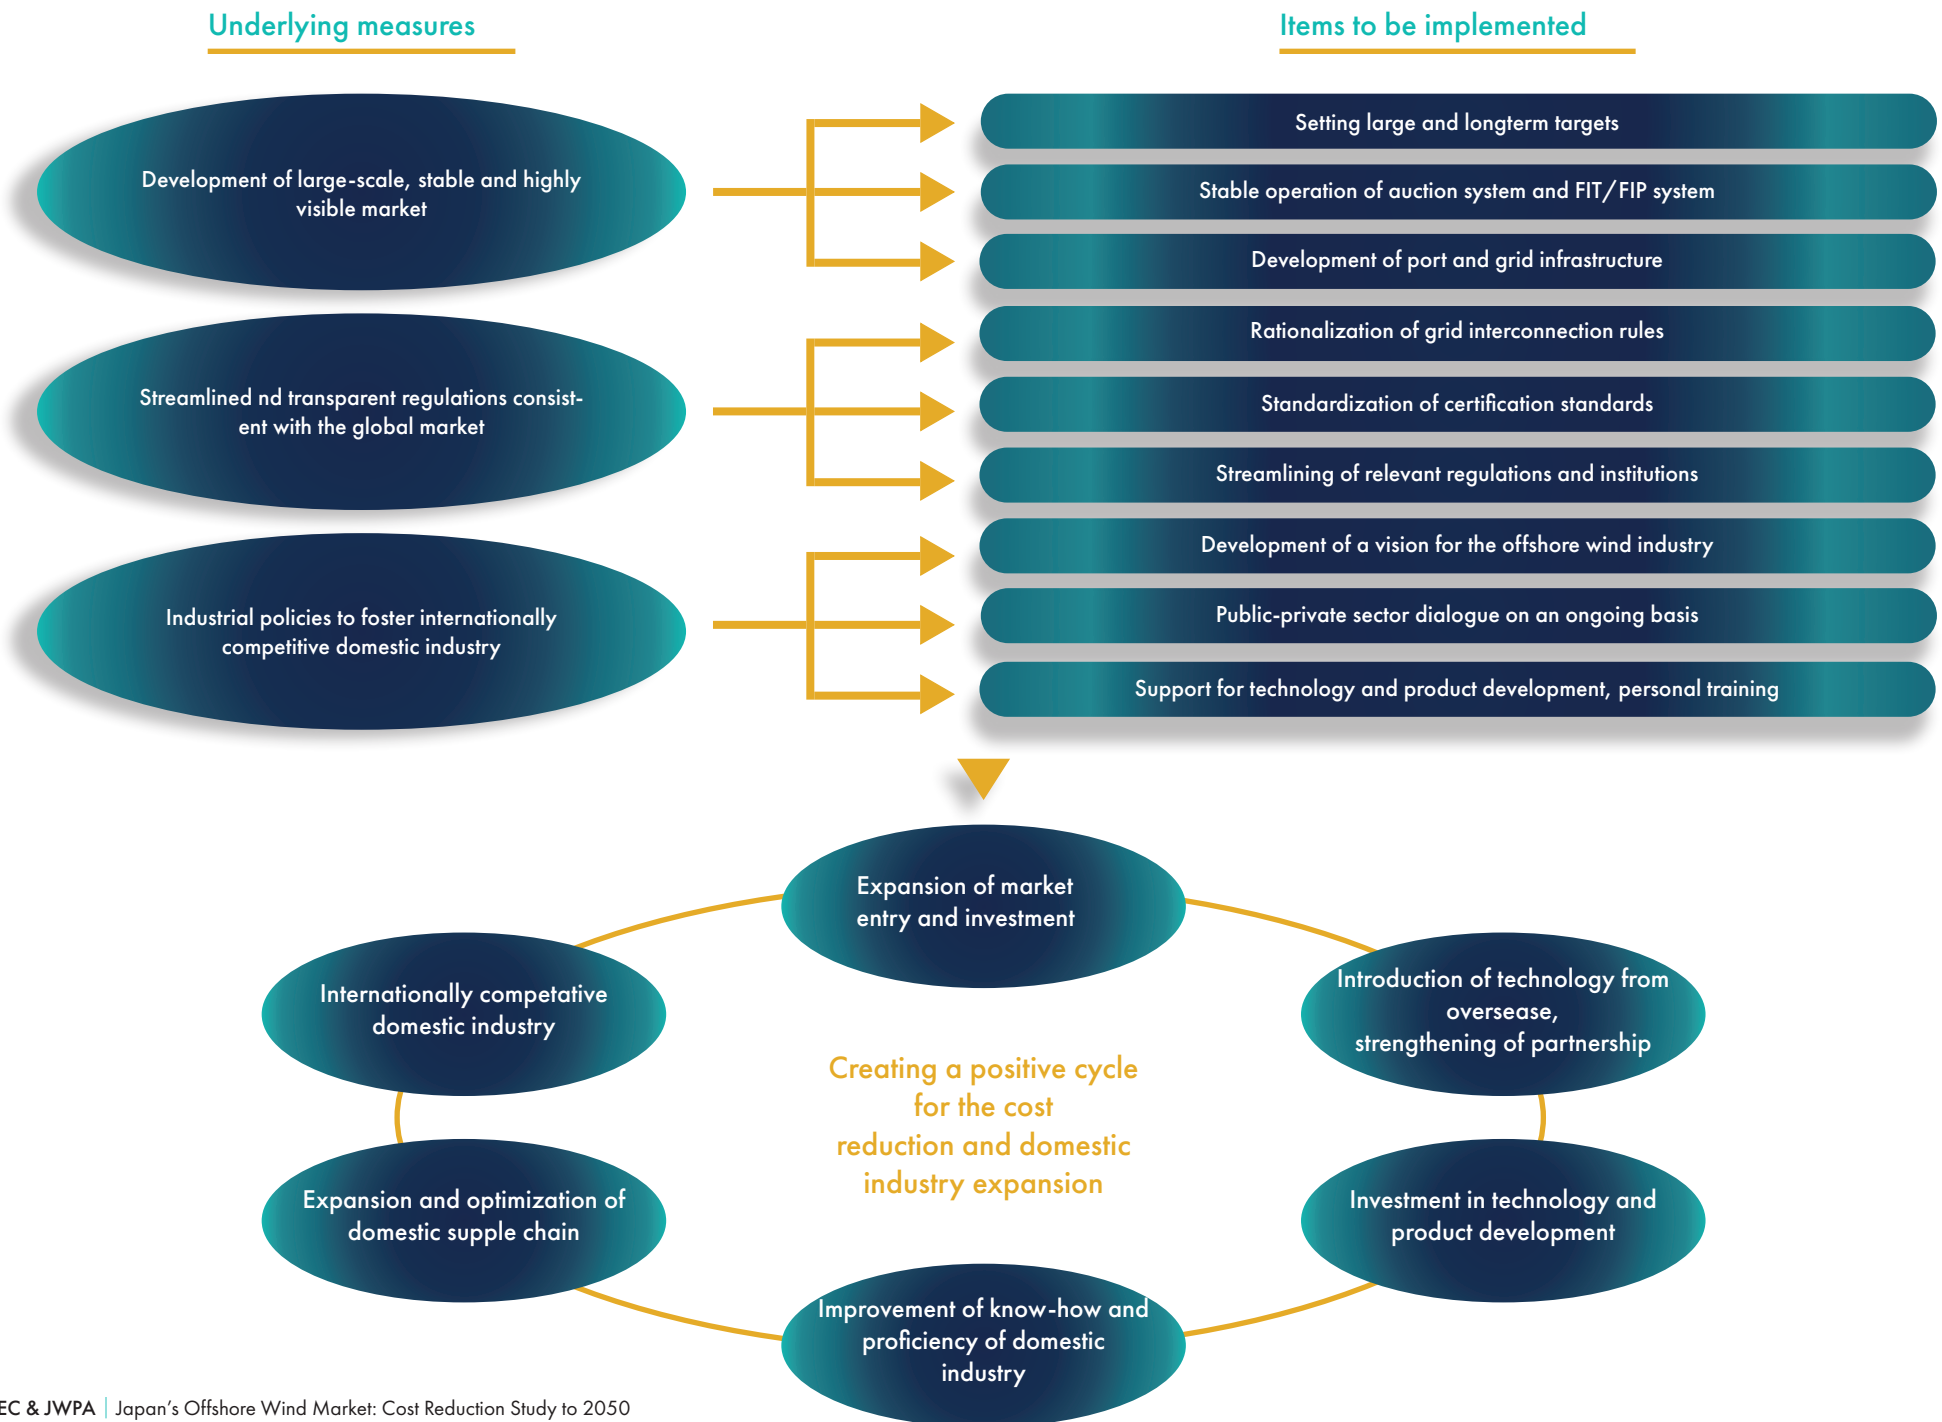 Underlying measures
Items to be implemented
Development of large-scale, stable and highly
visible market
Setting large and longterm targets
Stable operation of auction system and FIT/FIP system
Development of port and grid infrastructure
Streamlined nd transparent regulations consist-
ent with the global market
Rationalization of grid interconnection rules
Standardization of certification standards
Streamlining of relevant regulations and institutions
Industrial policies to foster internationally
competitive domestic industry
Development of a vision for the offshore wind industry
Public-private sector dialogue on an ongoing basis
Support for technology and product development, personal training
Expansion of market
entry and investment
Introduction of technology from
oversease,
strengthening of partnership
Investment in technology and
product development
Improvement of know-how and
proficiency of domestic
industry
Expansion and optimization of
domestic supple chain
Internationally competative
domestic industry
Creating a positive cycle
for the cost
reduction and domestic
industry expansion
EC & JWPA | Japan's Offshore Wind Market: Cost Reduction Study to 2050